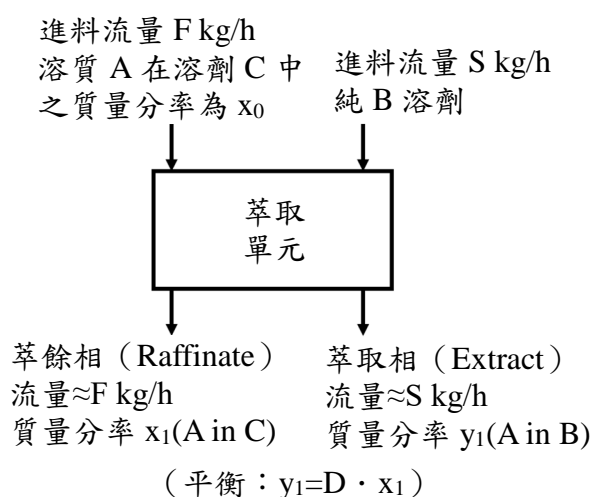 進料流量 F kg/h
溶質 A 在溶劑 C 中
之質量分率為 x₀
進料流量 S kg/h
純 B 溶劑
萃取
單元
萃餘相（Raffinate）
流量≈F kg/h
質量分率 x₁(A in C)
萃取相（Extract）
流量≈S kg/h
質量分率 y₁(A in B)
（平衡：y₁=D．x₁）